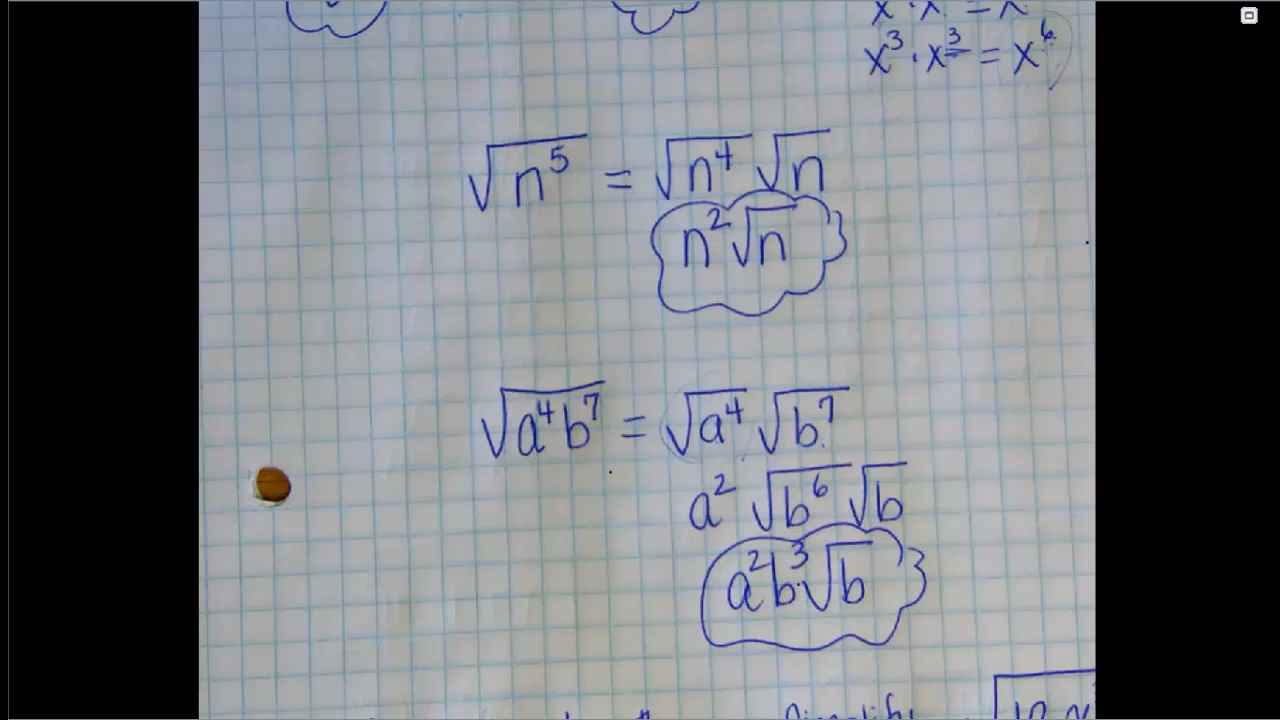 x³ · x³ = x⁶
√n⁵ = √n⁴ √n
n²√n
√a⁴b⁷ = √a⁴ √b⁷
a² √b⁶ √b
a²b³√b